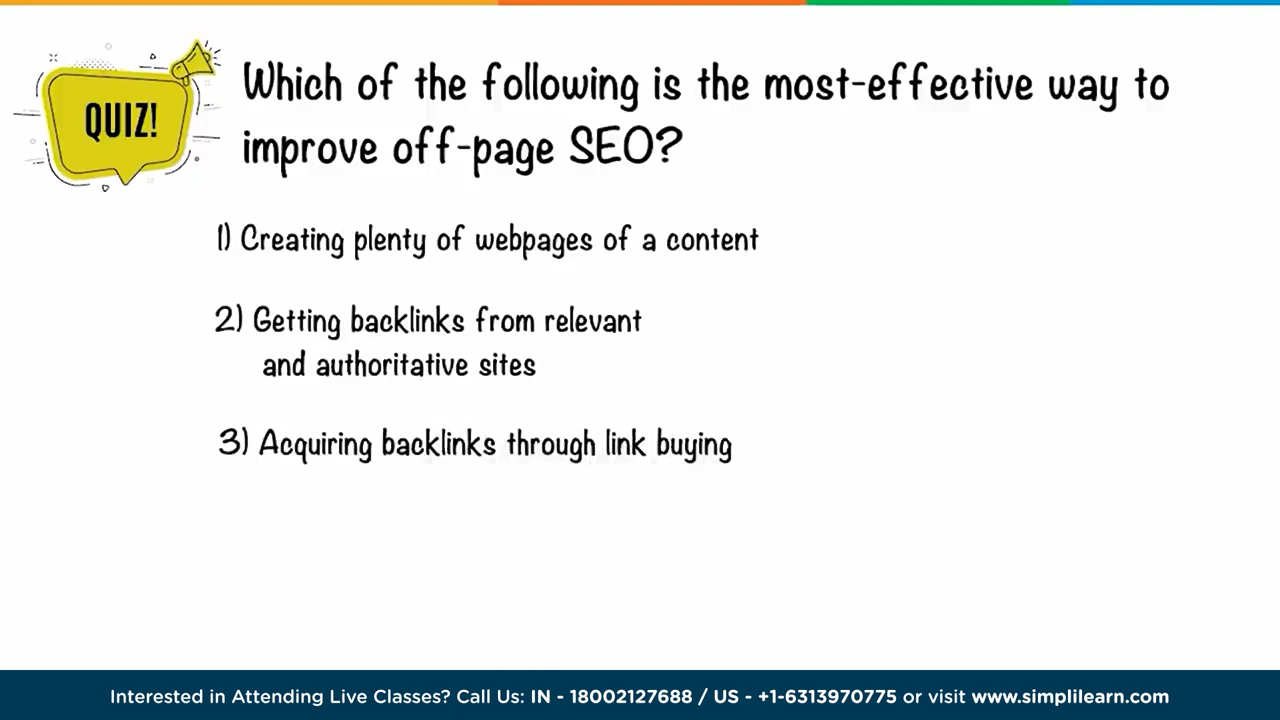 QUIZ!
Which of the following is the most-effective way to
improve off-page SEO?
1) Creating plenty of webpages of a content
2) Getting backlinks from relevant
and authoritative sites
3) Acquiring backlinks through link buying
Interested in Attending Live Classes? Call Us: IN - 18002127688 / US - +1-6313970775 or visit www.simplilearn.com